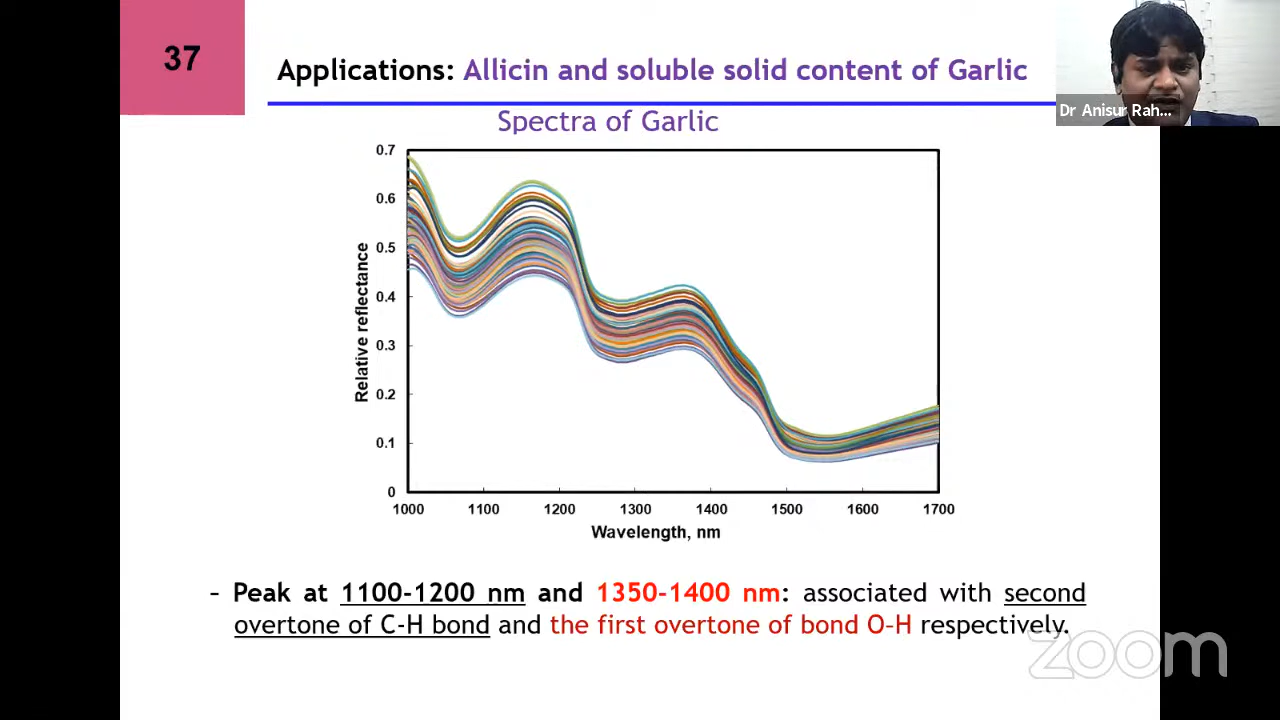 37
Applications: Allicin and soluble solid content of Garlic
Dr Anisur Rah...
Spectra of Garlic
0.7
0.6
0.5
0.4
0.3
0.2
0.1
0
Relative reflectance
1000 1100 1200 1300 1400 1500 1600 1700
Wavelength, nm
- Peak at 1100-1200 nm and 1350-1400 nm: associated with second
overtone of C-H bond and the first overtone of bond O-H respectively.
zoom